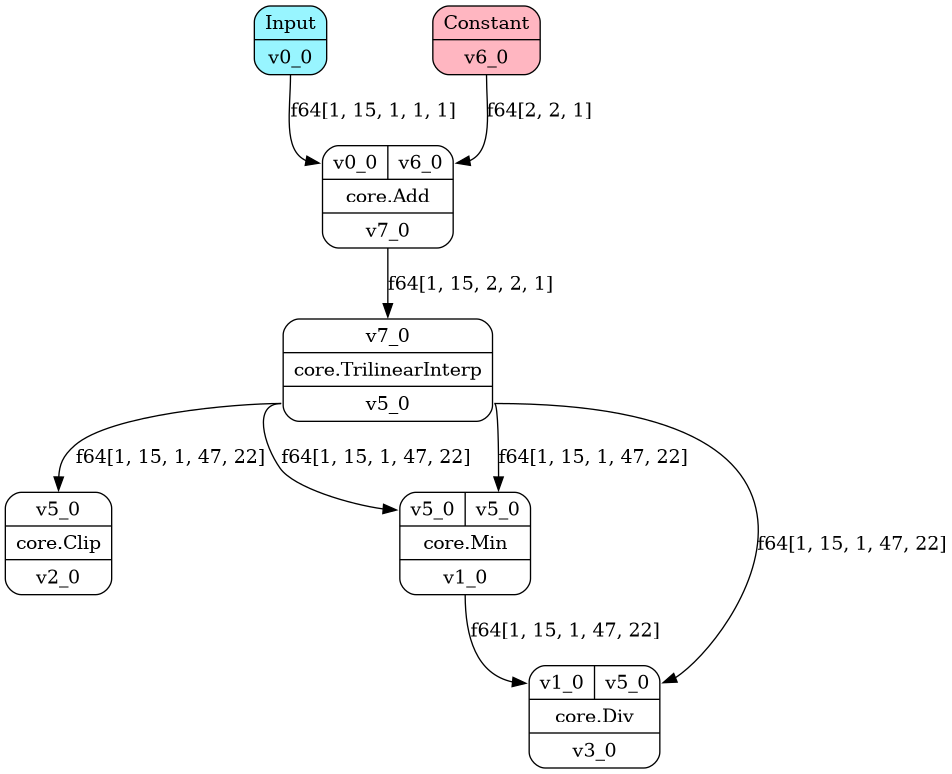 Input
v0_0
Constant
v6_0
f64[1, 15, 1, 1, 1]
f64[2, 2, 1]
v0_0
v6_0
core.Add
v7_0
f64[1, 15, 2, 2, 1]
v7_0
core.TrilinearInterp
v5_0
f64[1, 15, 1, 47, 22]
f64[1, 15, 1, 47, 22]
f64[1, 15, 1, 47, 22]
v5_0
core.Clip
v2_0
v5_0
v5_0
core.Min
v1_0
f64[1, 15, 1, 47, 22]
f64[1, 15, 1, 47, 22]
v1_0
v5_0
core.Div
v3_0